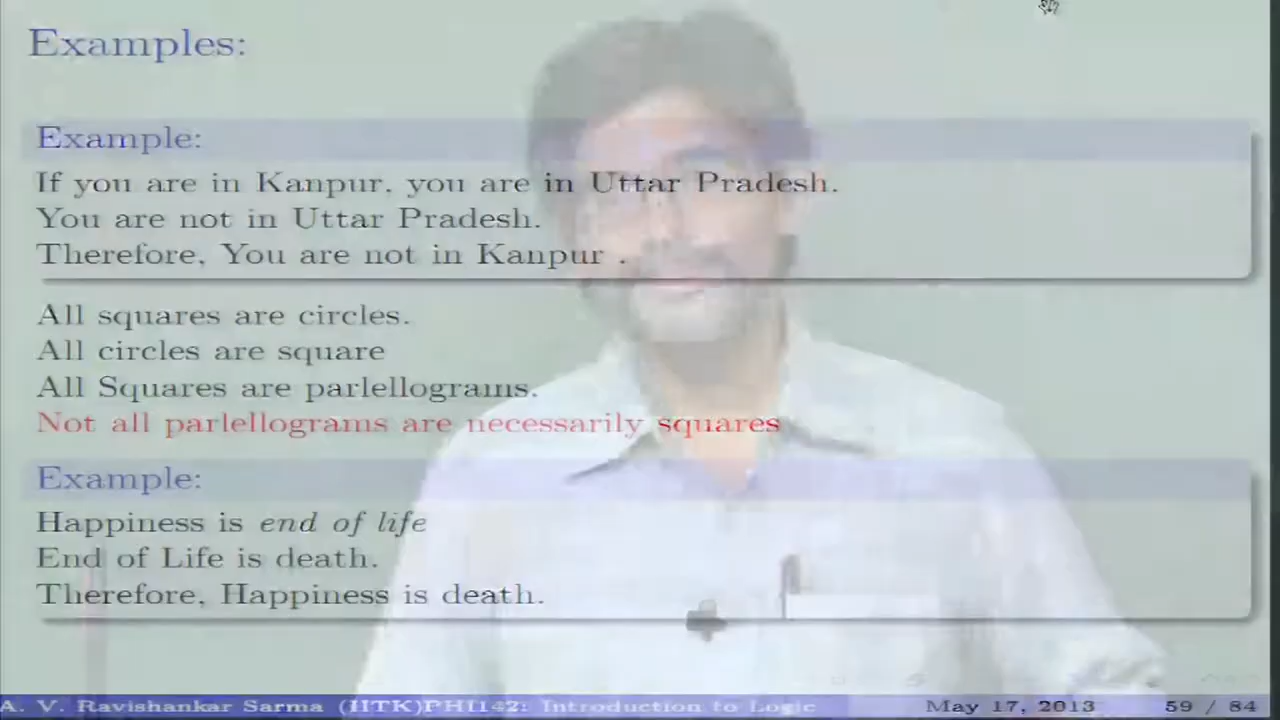 Examples:
Example:
If you are in Kanpur, you are in Uttar Pradesh.
You are not in Uttar Pradesh.
Therefore, You are not in Kanpur .
All squares are circles.
All circles are square
All Squares are parlellograms.
Not all parlellograms are necessarily squares
Example:
Happiness is end of life
End of Life is death.
Therefore, Happiness is death.
A. V. Ravishankar Sarma (IITK)PHI142: Introduction to Logic May 17, 2013 59 / 84